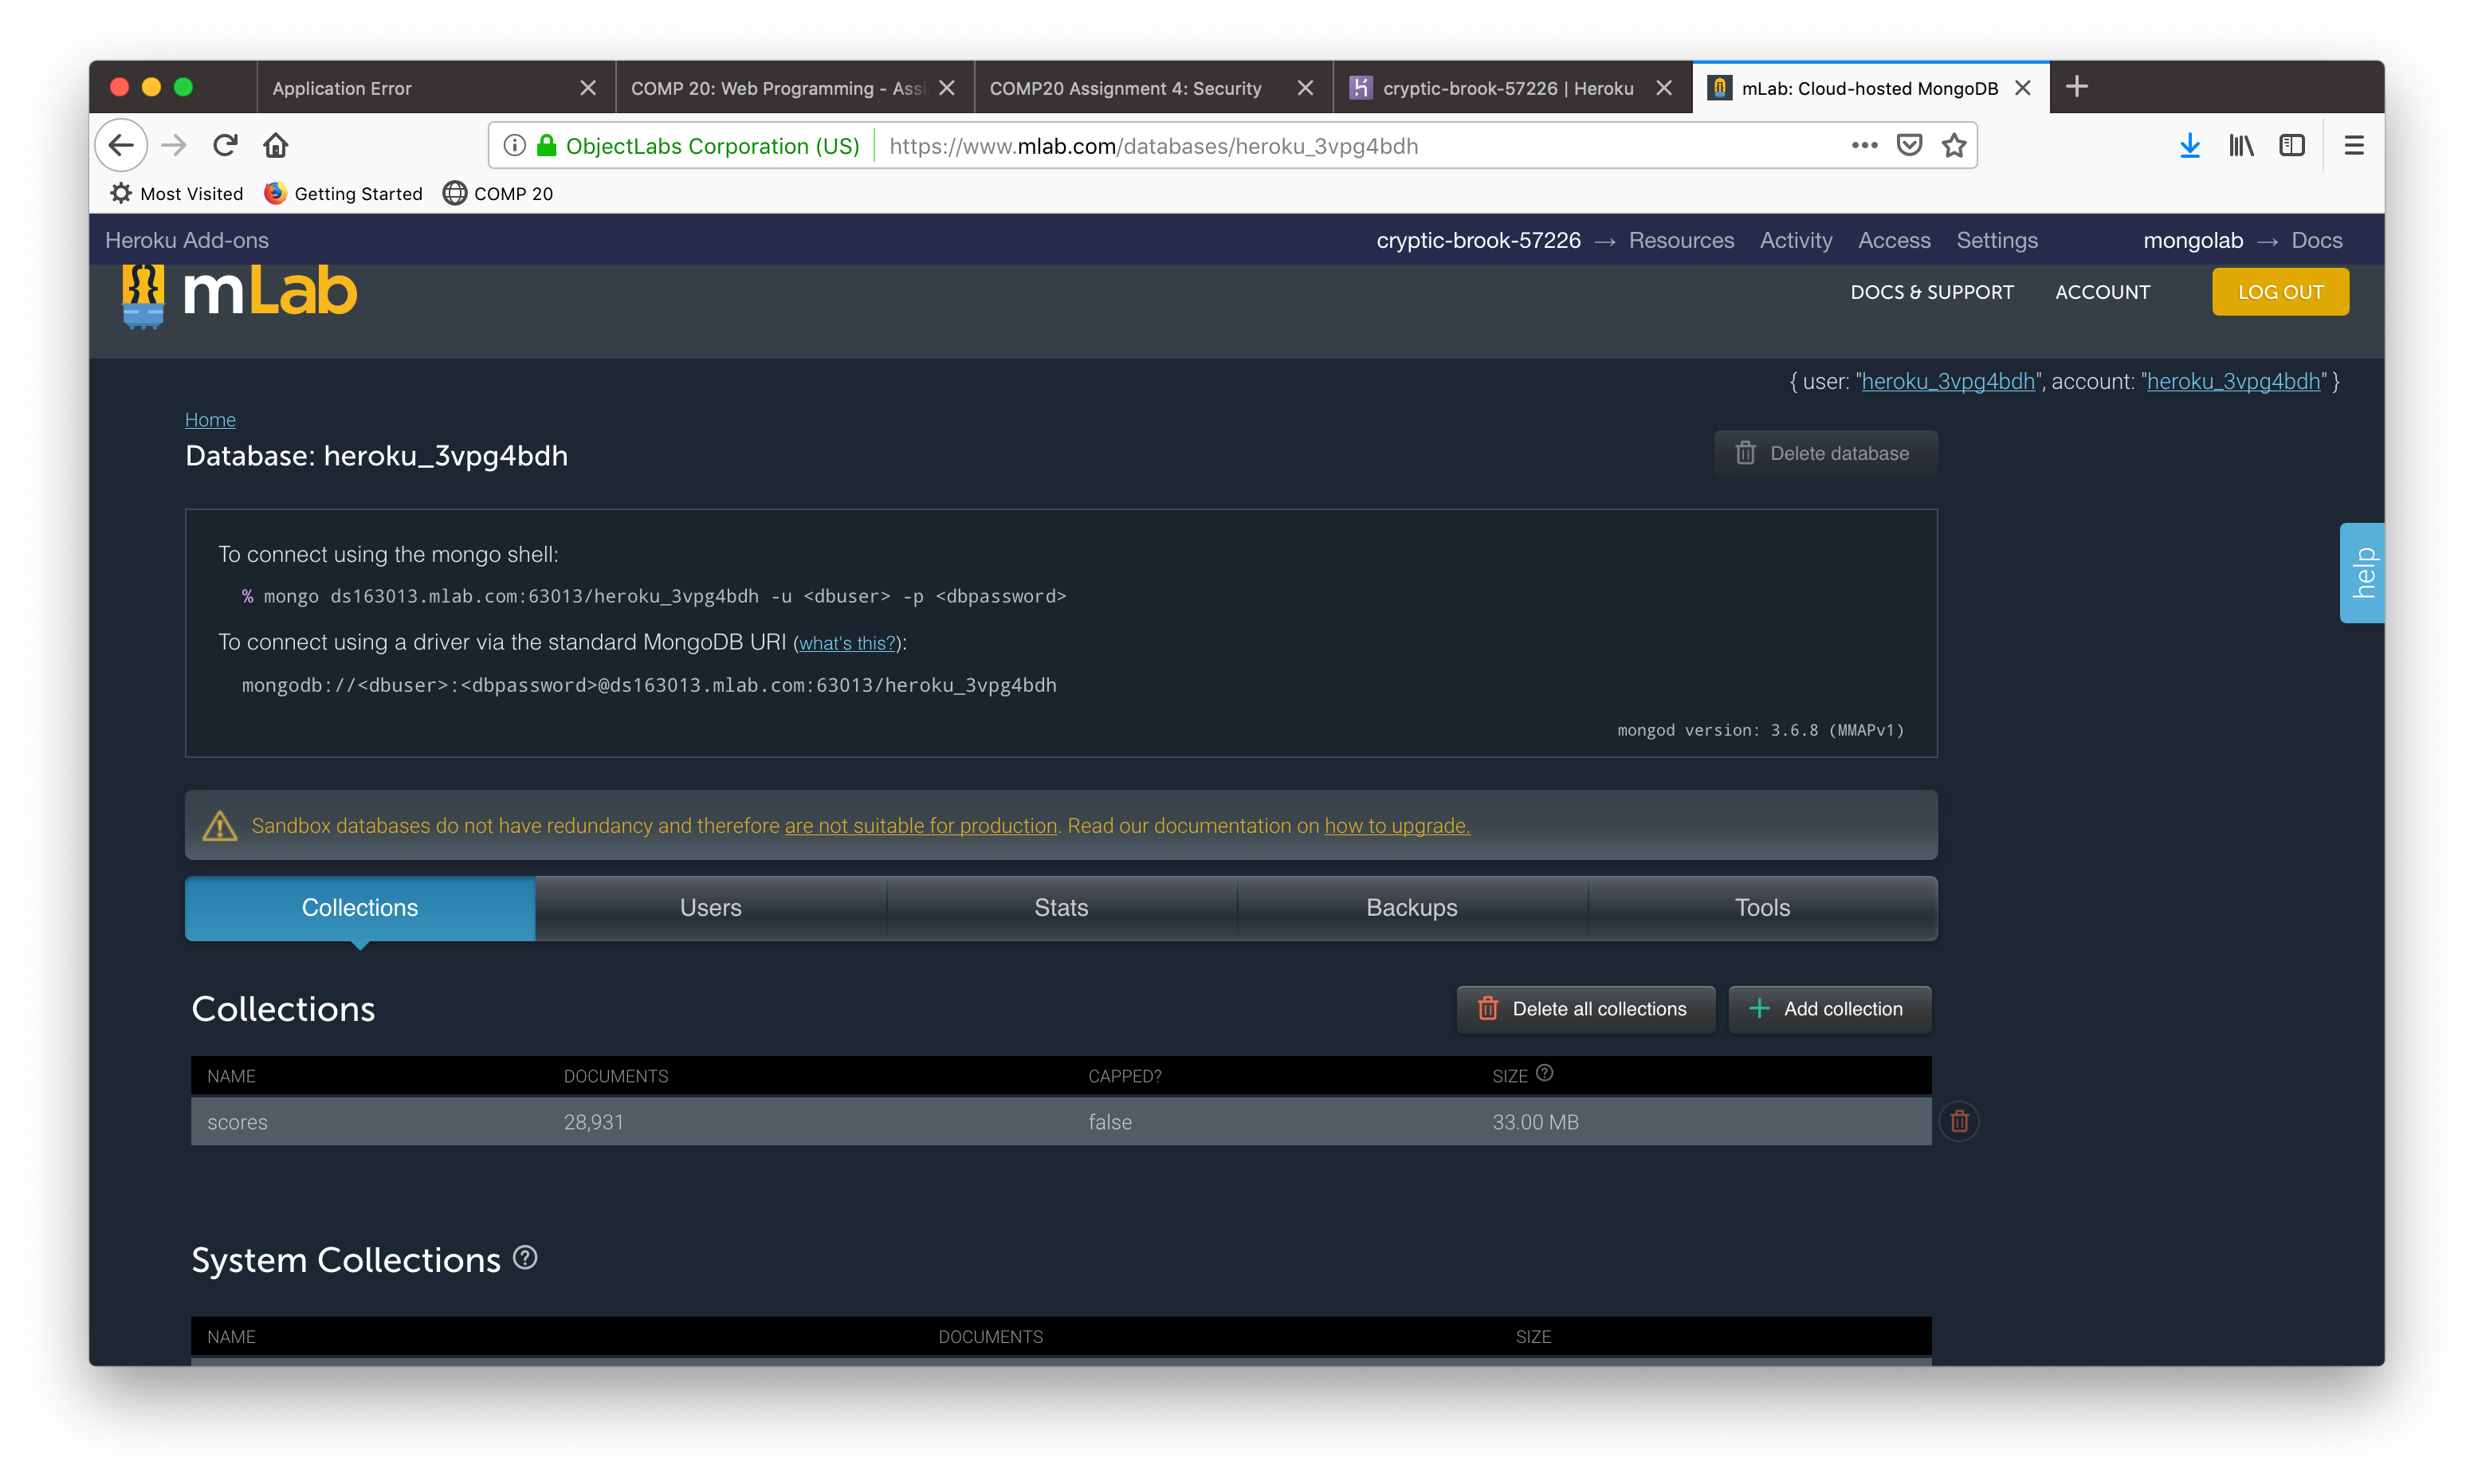 Application Error
COMP 20: Web Programming - Assi
COMP20 Assignment 4: Security
cryptic-brook-57226 | Heroku
mLab: Cloud-hosted MongoDB
ObjectLabs Corporation (US)
https://www.mlab.com/databases/heroku_3vpg4bdh
Most Visited
Getting Started
COMP 20
Heroku Add-ons
cryptic-brook-57226 → Resources Activity Access Settings
mongolab → Docs
mLab
DOCS & SUPPORT
ACCOUNT
LOG OUT
{ user: "heroku_3vpg4bdh", account: "heroku_3vpg4bdh" }
Home
Database: heroku_3vpg4bdh
Delete database
help
To connect using the mongo shell:
% mongo ds163013.mlab.com:63013/heroku_3vpg4bdh -u <dbuser> -p <dbpassword>
To connect using a driver via the standard MongoDB URI (what's this?):
mongodb://<dbuser>:<dbpassword>@ds163013.mlab.com:63013/heroku_3vpg4bdh
mongod version: 3.6.8 (MMAPv1)
Sandbox databases do not have redundancy and therefore are not suitable for production. Read our documentation on how to upgrade.
Collections
Users
Stats
Backups
Tools
Collections
Delete all collections
Add collection
NAME DOCUMENTS CAPPED? SIZE ?
scores 28,931 false 33.00 MB
System Collections ?
NAME DOCUMENTS SIZE